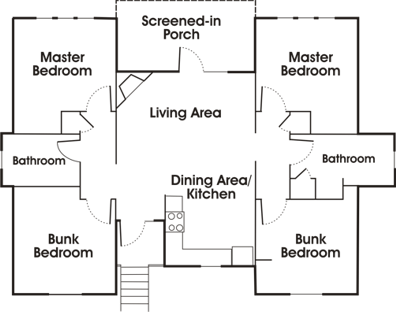 Screened-in
Porch
Master
Bedroom
Master
Bedroom
Living Area
Bathroom
Bathroom
Dining Area/
Kitchen
Bunk
Bedroom
Bunk
Bedroom